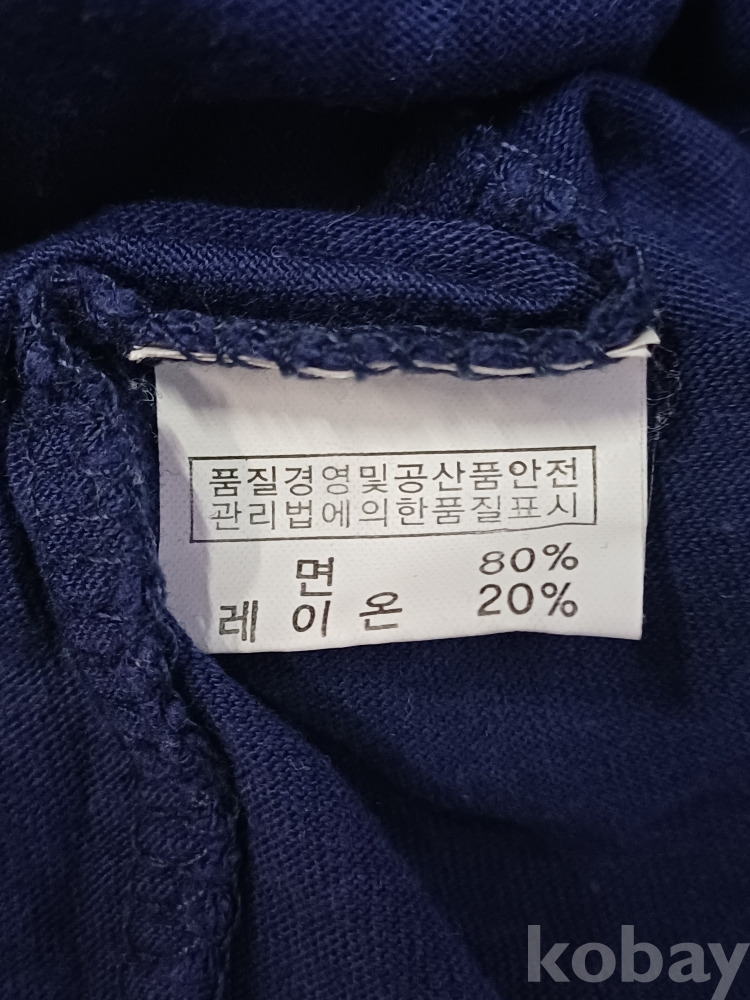 품질경영및공산품안전
관리법에의한품질표시
면 80%
레이온 20%
kobay